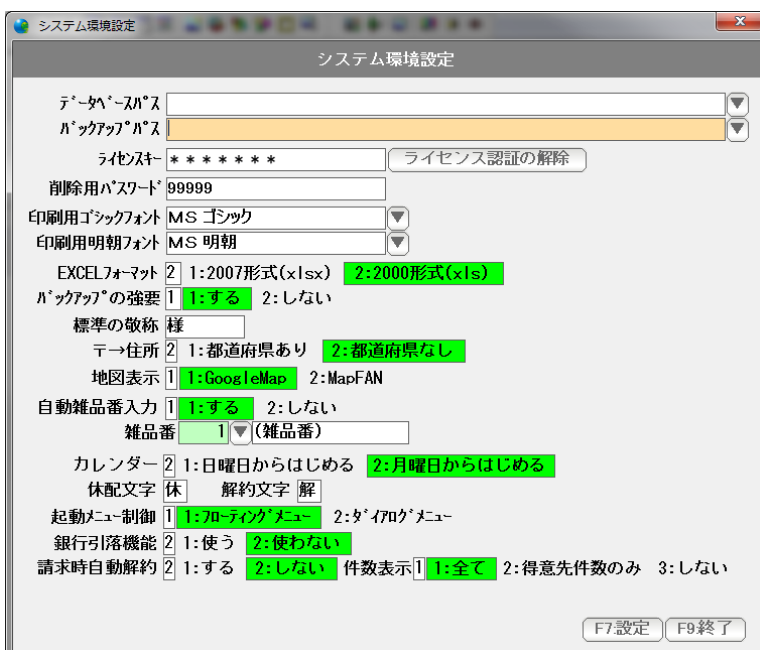 システム環境設定
システム環境設定
ﾃﾞｰﾀﾍﾞｰｽﾊﾟｽ
ﾊﾞｯｸｱｯﾌﾟﾊﾟｽ
ﾗｲｾﾝｽｷｰ ＊＊＊＊＊＊＊ ライセンス認証の解除
削除用ﾊﾟｽﾜｰﾄﾞ 99999
印刷用ｺﾞｼｯｸﾌｫﾝﾄ ＭＳ ゴシック
印刷用明朝ﾌｫﾝﾄ ＭＳ 明朝
EXCELﾌｫｰﾏｯﾄ 2 1:2007形式(xlsx) 2:2000形式(xls)
ﾊﾞｯｸｱｯﾌﾟの強要 1 1:する 2:しない
標準の敬称 様
〒→住所 2 1:都道府県あり 2:都道府県なし
地図表示 1 1:GoogleMap 2:MapFAN
自動雑品番入力 1 1:する 2:しない
雑品番 1 (雑品番)
カレンダー 2 1:日曜日からはじめる 2:月曜日からはじめる
休配文字 休 解約文字 解
起動ﾒﾆｭｰ制御 1 1:ﾌﾛｰﾃｨﾝｸﾞﾒﾆｭｰ 2:ﾀﾞｲｱﾛｸﾞﾒﾆｭｰ
銀行引落機能 2 1:使う 2:使わない
請求時自動解約 2 1:する 2:しない 件数表示 1 1:全て 2:得意先件数のみ 3:しない
F7:設定 F9:終了